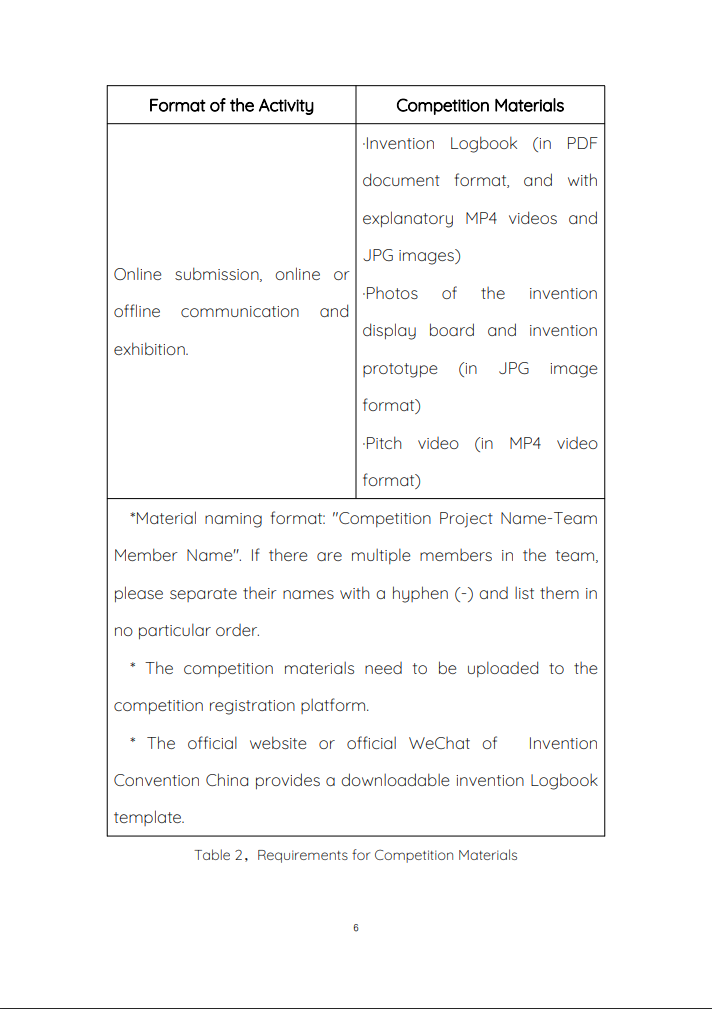 Format of the Activity
Competition Materials
Online submission, online or
offline communication and
exhibition.
·Invention Logbook (in PDF
document format, and with
explanatory MP4 videos and
JPG images)
·Photos of the invention
display board and invention
prototype (in JPG image
format)
·Pitch video (in MP4 video
format)
*Material naming format: "Competition Project Name-Team
Member Name". If there are multiple members in the team,
please separate their names with a hyphen (-) and list them in
no particular order.
* The competition materials need to be uploaded to the
competition registration platform.
* The official website or official WeChat of Invention
Convention China provides a downloadable invention Logbook
template.
Table 2，Requirements for Competition Materials
6